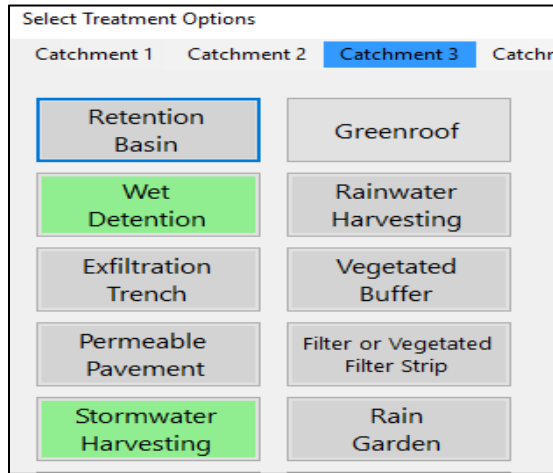 Select Treatment Options
Catchment 1 Catchment 2 Catchment 3
Retention
Basin
Greenroof
Wet
Detention
Rainwater
Harvesting
Exfiltration
Trench
Vegetated
Buffer
Permeable
Pavement
Filter or Vegetated
Filter Strip
Stormwater
Harvesting
Rain
Garden